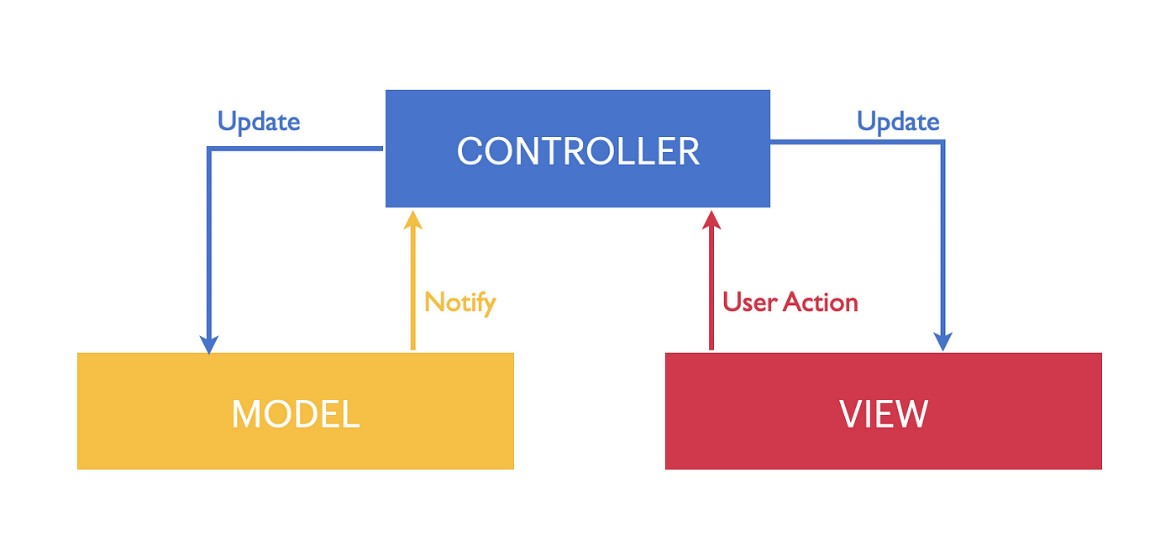 Update
CONTROLLER
Update
Notify
User Action
MODEL
VIEW